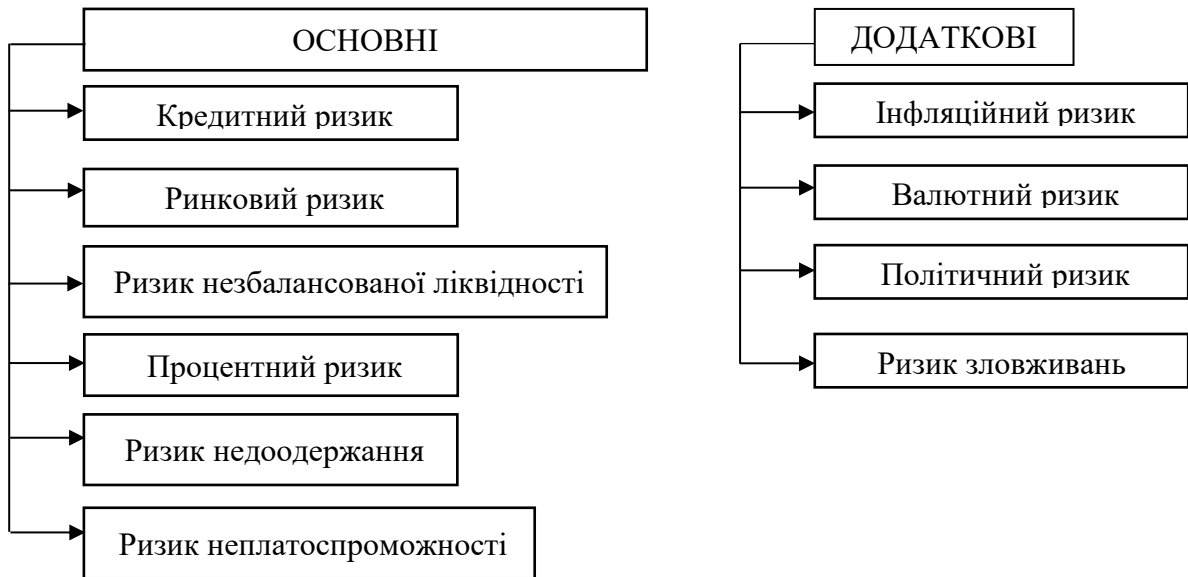 ОСНОВНІ
Кредитний ризик
Ринковий ризик
Ризик незбалансованої ліквідності
Процентний ризик
Ризик недоодержання
Ризик неплатоспроможності
ДОДАТКОВІ
Інфляційний ризик
Валютний ризик
Політичний ризик
Ризик зловживань